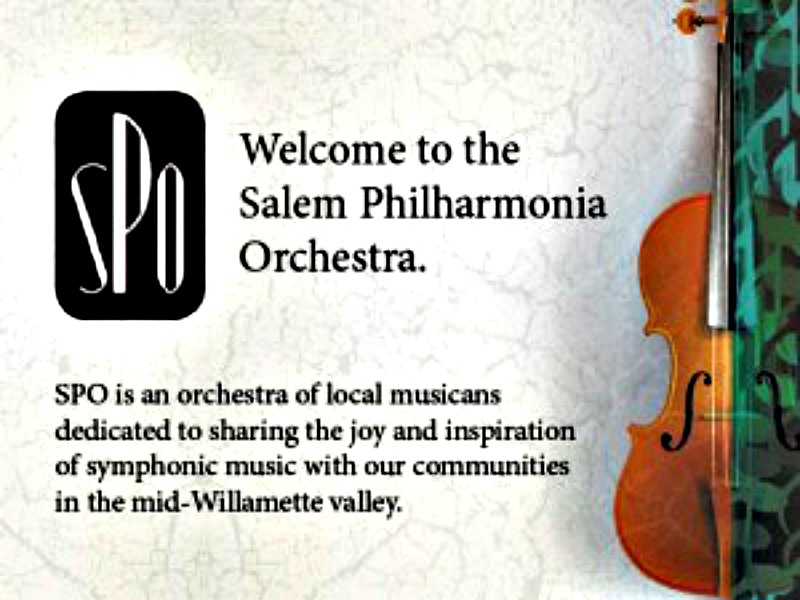 SPO
Welcome to the
Salem Philharmonia
Orchestra.
SPO is an orchestra of local musicans
dedicated to sharing the joy and inspiration
of symphonic music with our communities
in the mid-Willamette valley.